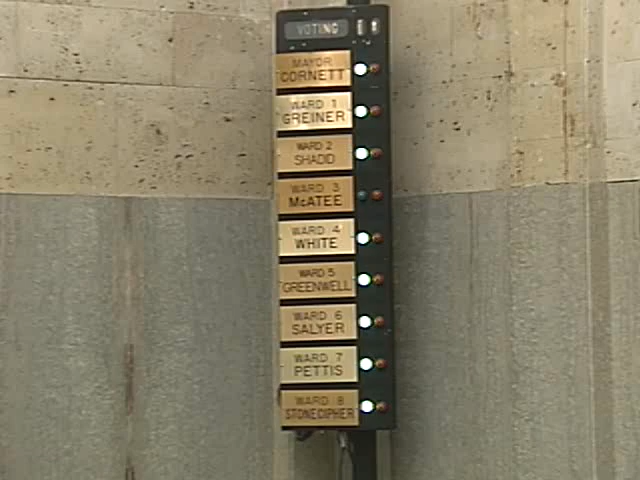 VOTING
MAYOR
CORNETT
WARD 1
GREINER
WARD 2
SHADD
WARD 3
McATEE
WARD 4
WHITE
WARD 5
GREENWELL
WARD 6
SALYER
WARD 7
PETTIS
WARD 8
STONECIPHER